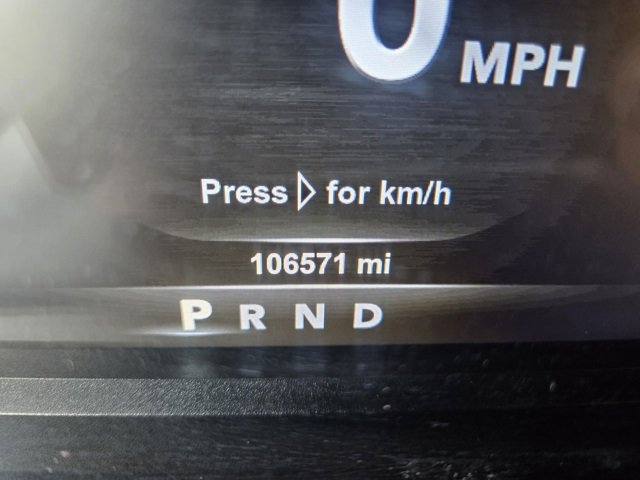 0 MPH
Press ▷ for km/h
106571 mi
P R N D